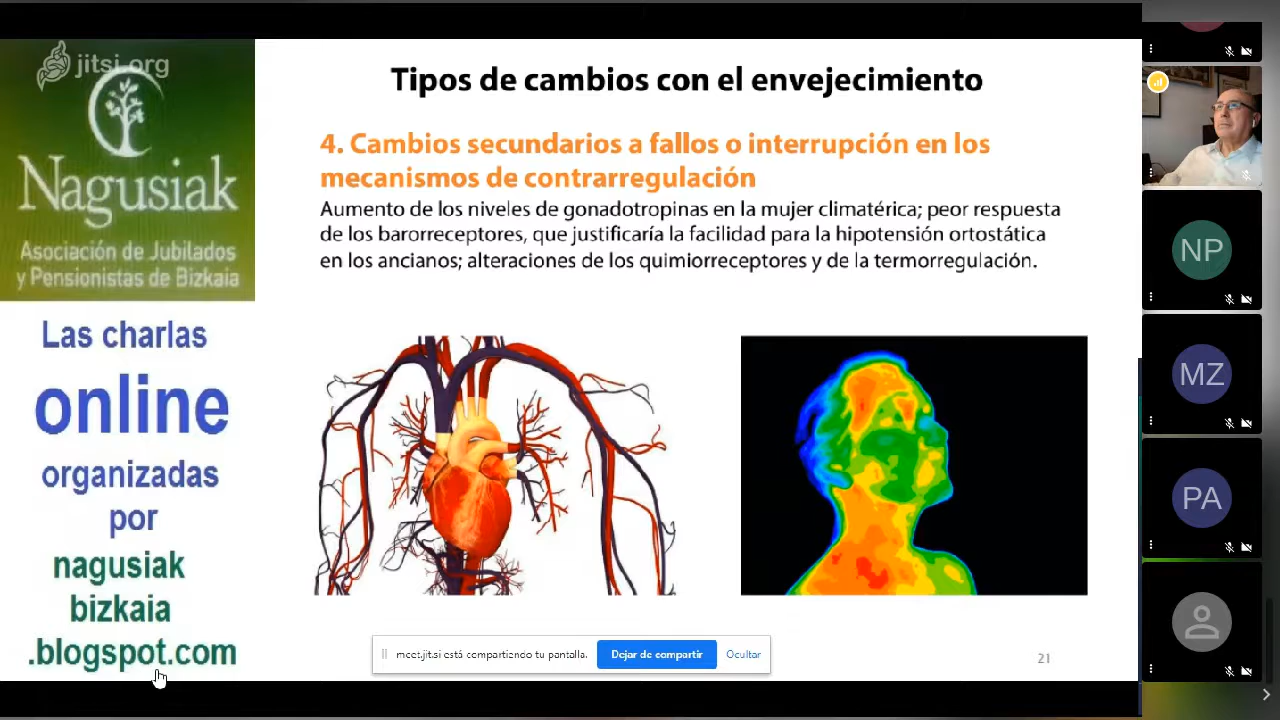 jitsi.org
Nagusiak
Asociación de Jubilados
y Pensionistas de Bizkaia
Las charlas
online
organizadas
por
nagusiak
bizkaia
.blogspot.com
Tipos de cambios con el envejecimiento
4. Cambios secundarios a fallos o interrupción en los
mecanismos de contrarregulación
Aumento de los niveles de gonadotropinas en la mujer climatérica; peor respuesta
de los barorreceptores, que justificaría la facilidad para la hipotensión ortostática
en los ancianos; alteraciones de los quimiorreceptores y de la termorregulación.
meet.jit.si está compartiendo tu pantalla.
Dejar de compartir
Ocultar
21
NP
MZ
PA